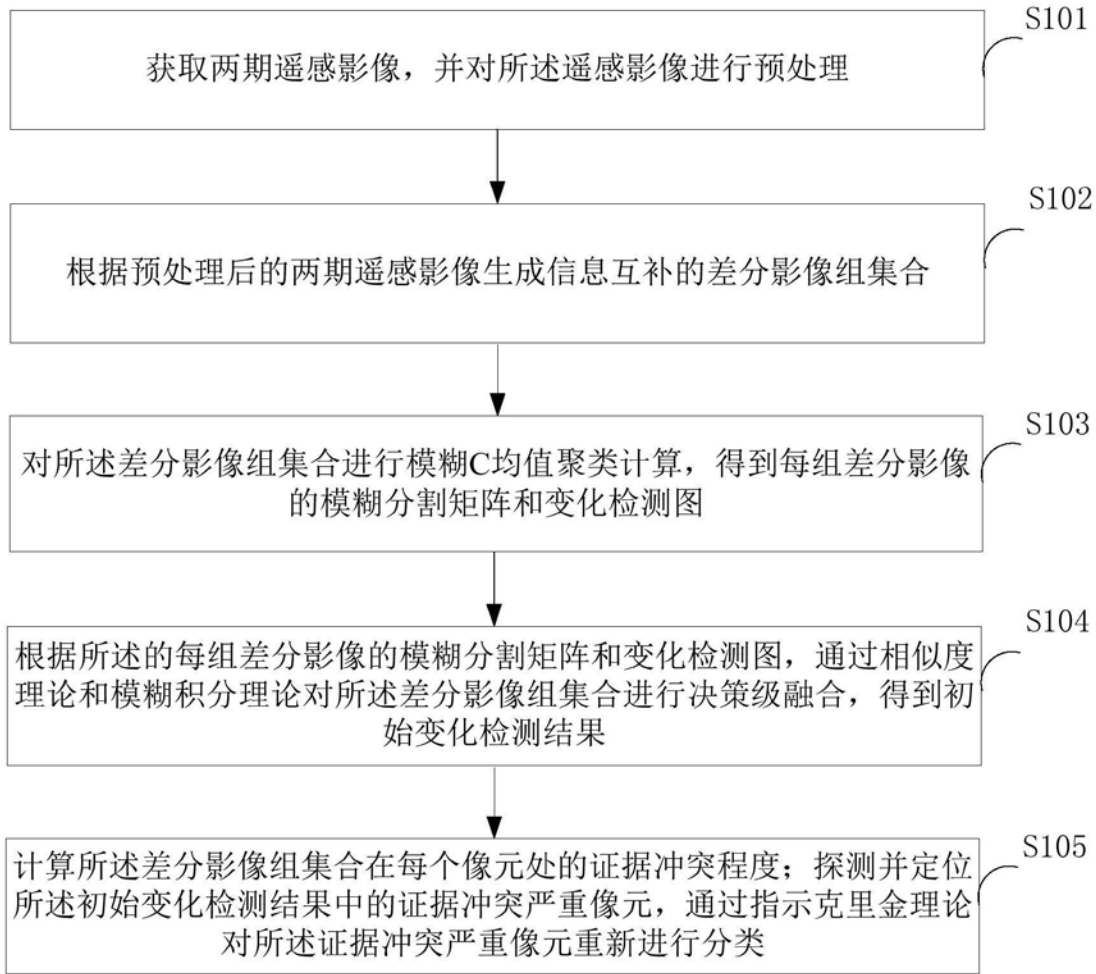 S101
获取两期遥感影像，并对所述遥感影像进行预处理
S102
根据预处理后的两期遥感影像生成信息互补的差分影像组集合
S103
对所述差分影像组集合进行模糊C均值聚类计算，得到每组差分影像
的模糊分割矩阵和变化检测图
S104
根据所述的每组差分影像的模糊分割矩阵和变化检测图，通过相似度
理论和模糊积分理论对所述差分影像组集合进行决策级融合，得到初
始变化检测结果
S105
计算所述差分影像组集合在每个像元处的证据冲突程度；探测并定位
所述初始变化检测结果中的证据冲突严重像元，通过指示克里金理论
对所述证据冲突严重像元重新进行分类